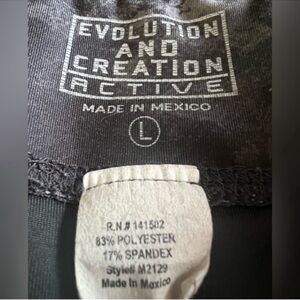 EVOLUTION
AND
CREATION
ACTIVE
MADE IN MEXICO
L
R.N.# 141502
83% POLYESTER
17% SPANDEX
Style# M2129
Made In Mexico